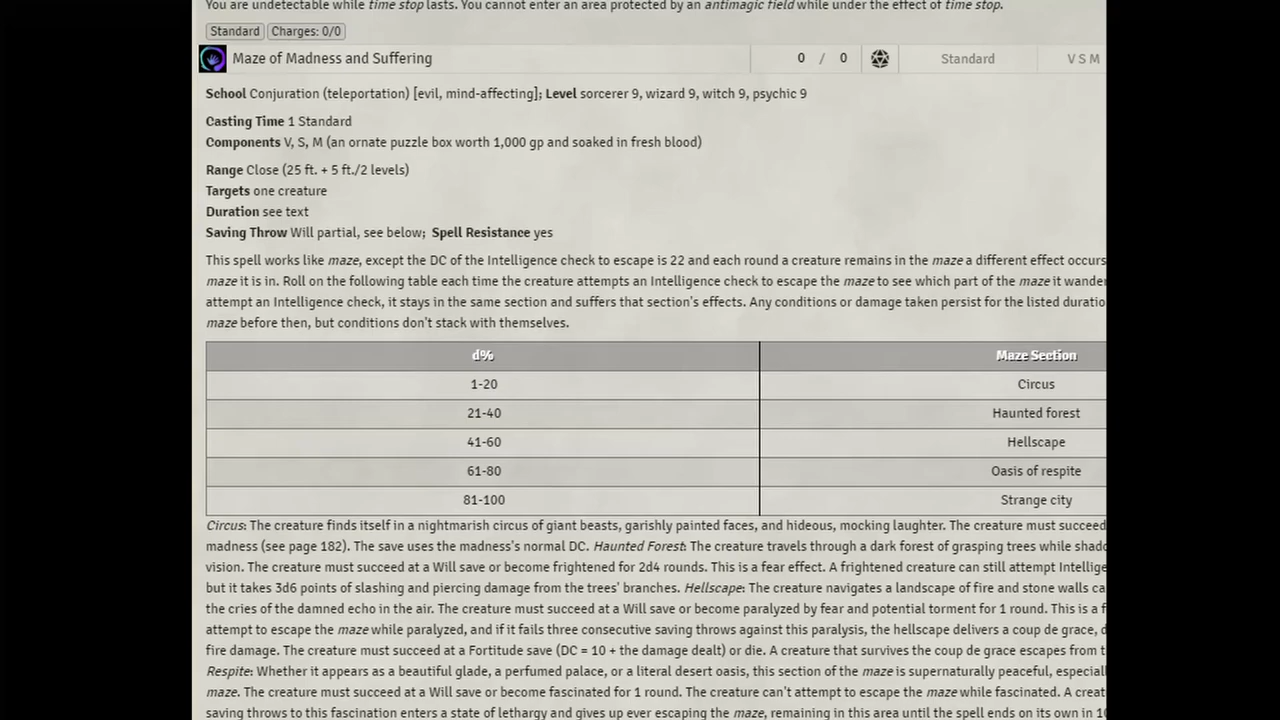 You are undetectable while time stop lasts. You cannot enter an area protected by an antimagic field while under the effect of time stop.
Standard Charges: 0/0
Maze of Madness and Suffering 0 / 0 Standard V S M
School Conjuration (teleportation) [evil, mind-affecting]; Level sorcerer 9, wizard 9, witch 9, psychic 9
Casting Time 1 Standard
Components V, S, M (an ornate puzzle box worth 1,000 gp and soaked in fresh blood)
Range Close (25 ft. + 5 ft./2 levels)
Targets one creature
Duration see text
Saving Throw Will partial, see below; Spell Resistance yes
This spell works like maze, except the DC of the Intelligence check to escape is 22 and each round a creature remains in the maze a different effect occurs
maze it is in. Roll on the following table each time the creature attempts an Intelligence check to escape the maze to see which part of the maze it wander
attempt an Intelligence check, it stays in the same section and suffers that section's effects. Any conditions or damage taken persist for the listed duratio
maze before then, but conditions don't stack with themselves.
d% Maze Section
1-20 Circus
21-40 Haunted forest
41-60 Hellscape
61-80 Oasis of respite
81-100 Strange city
Circus: The creature finds itself in a nightmarish circus of giant beasts, garishly painted faces, and hideous, mocking laughter. The creature must succeed
madness (see page 182). The save uses the madness's normal DC. Haunted Forest: The creature travels through a dark forest of grasping trees while shado
vision. The creature must succeed at a Will save or become frightened for 2d4 rounds. This is a fear effect. A frightened creature can still attempt Intellige
but it takes 3d6 points of slashing and piercing damage from the trees' branches. Hellscape: The creature navigates a landscape of fire and stone walls ca
the cries of the damned echo in the air. The creature must succeed at a Will save or become paralyzed by fear and potential torment for 1 round. This is a f
attempt to escape the maze while paralyzed, and if it fails three consecutive saving throws against this paralysis, the hellscape delivers a coup de grace, d
fire damage. The creature must succeed at a Fortitude save (DC = 10 + the damage dealt) or die. A creature that survives the coup de grace escapes from t
Respite: Whether it appears as a beautiful glade, a perfumed palace, or a literal desert oasis, this section of the maze is supernaturally peaceful, especiall
maze. The creature must succeed at a Will save or become fascinated for 1 round. The creature can't attempt to escape the maze while fascinated. A creat
saving throws to this fascination enters a state of lethargy and gives up ever escaping the maze, remaining in this area until the spell ends on its own in 10